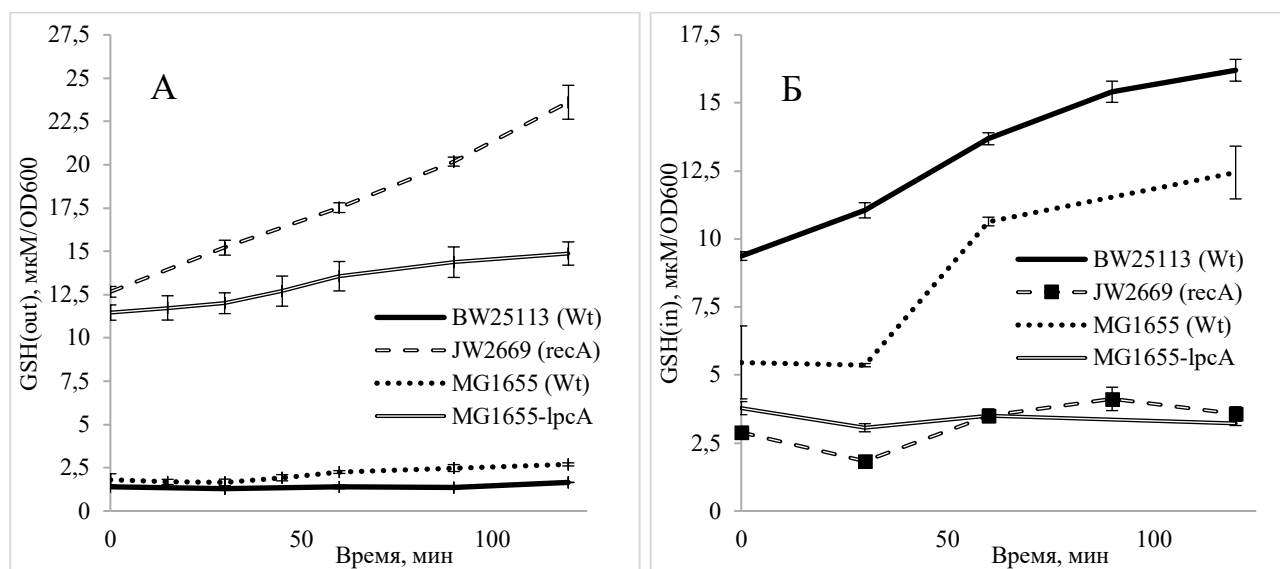 А
GSH(out), мкМ/OD600
27,5
25
22,5
20
17,5
15
12,5
10
7,5
5
2,5
0
0
50
100
Время, мин
BW25113 (Wt)
JW2669 (recA)
MG1655 (Wt)
MG1655-lpcA
Б
GSH(in), мкМ/OD600
17,5
15
12,5
10
7,5
5
2,5
0
0
50
100
Время, мин
BW25113 (Wt)
JW2669 (recA)
MG1655 (Wt)
MG1655-lpcA